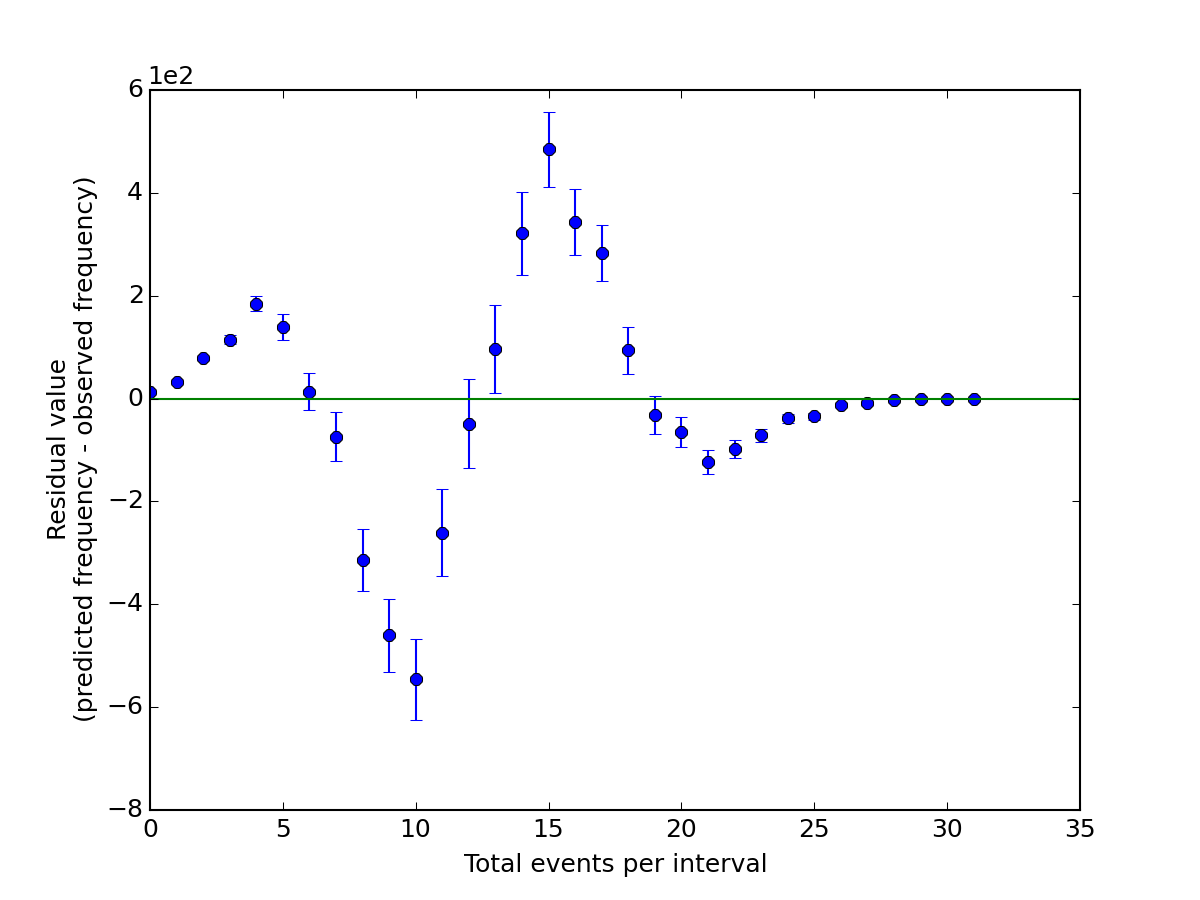 1e2
6
4
2
0
−2
−4
−6
−8
Residual value
(predicted frequency - observed frequency)
0 5 10 15 20 25 30 35
Total events per interval